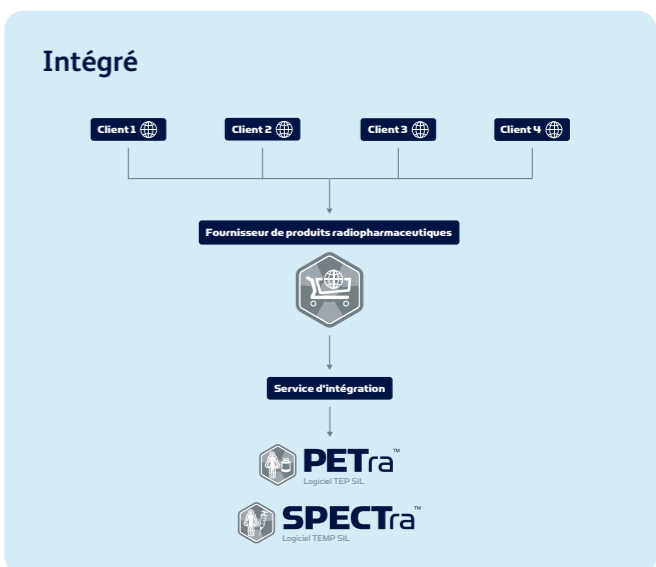 Intégré
Client 1
Client 2
Client 3
Client 4
Fournisseur de produits radiopharmaceutiques
Service d'intégration
PETra™
Logiciel TEP SIL
SPECTra™
Logiciel TEMP SIL